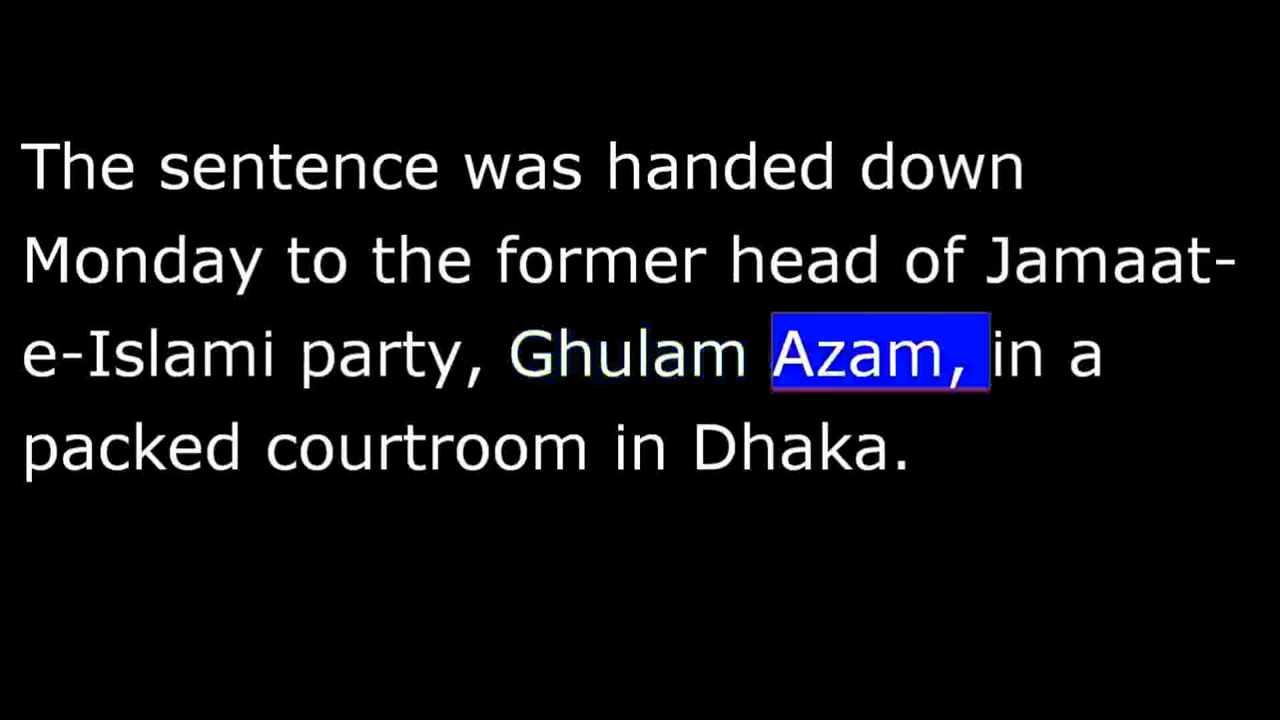 The sentence was handed down
Monday to the former head of Jamaat-
e-Islami party, Ghulam Azam, in a
packed courtroom in Dhaka.